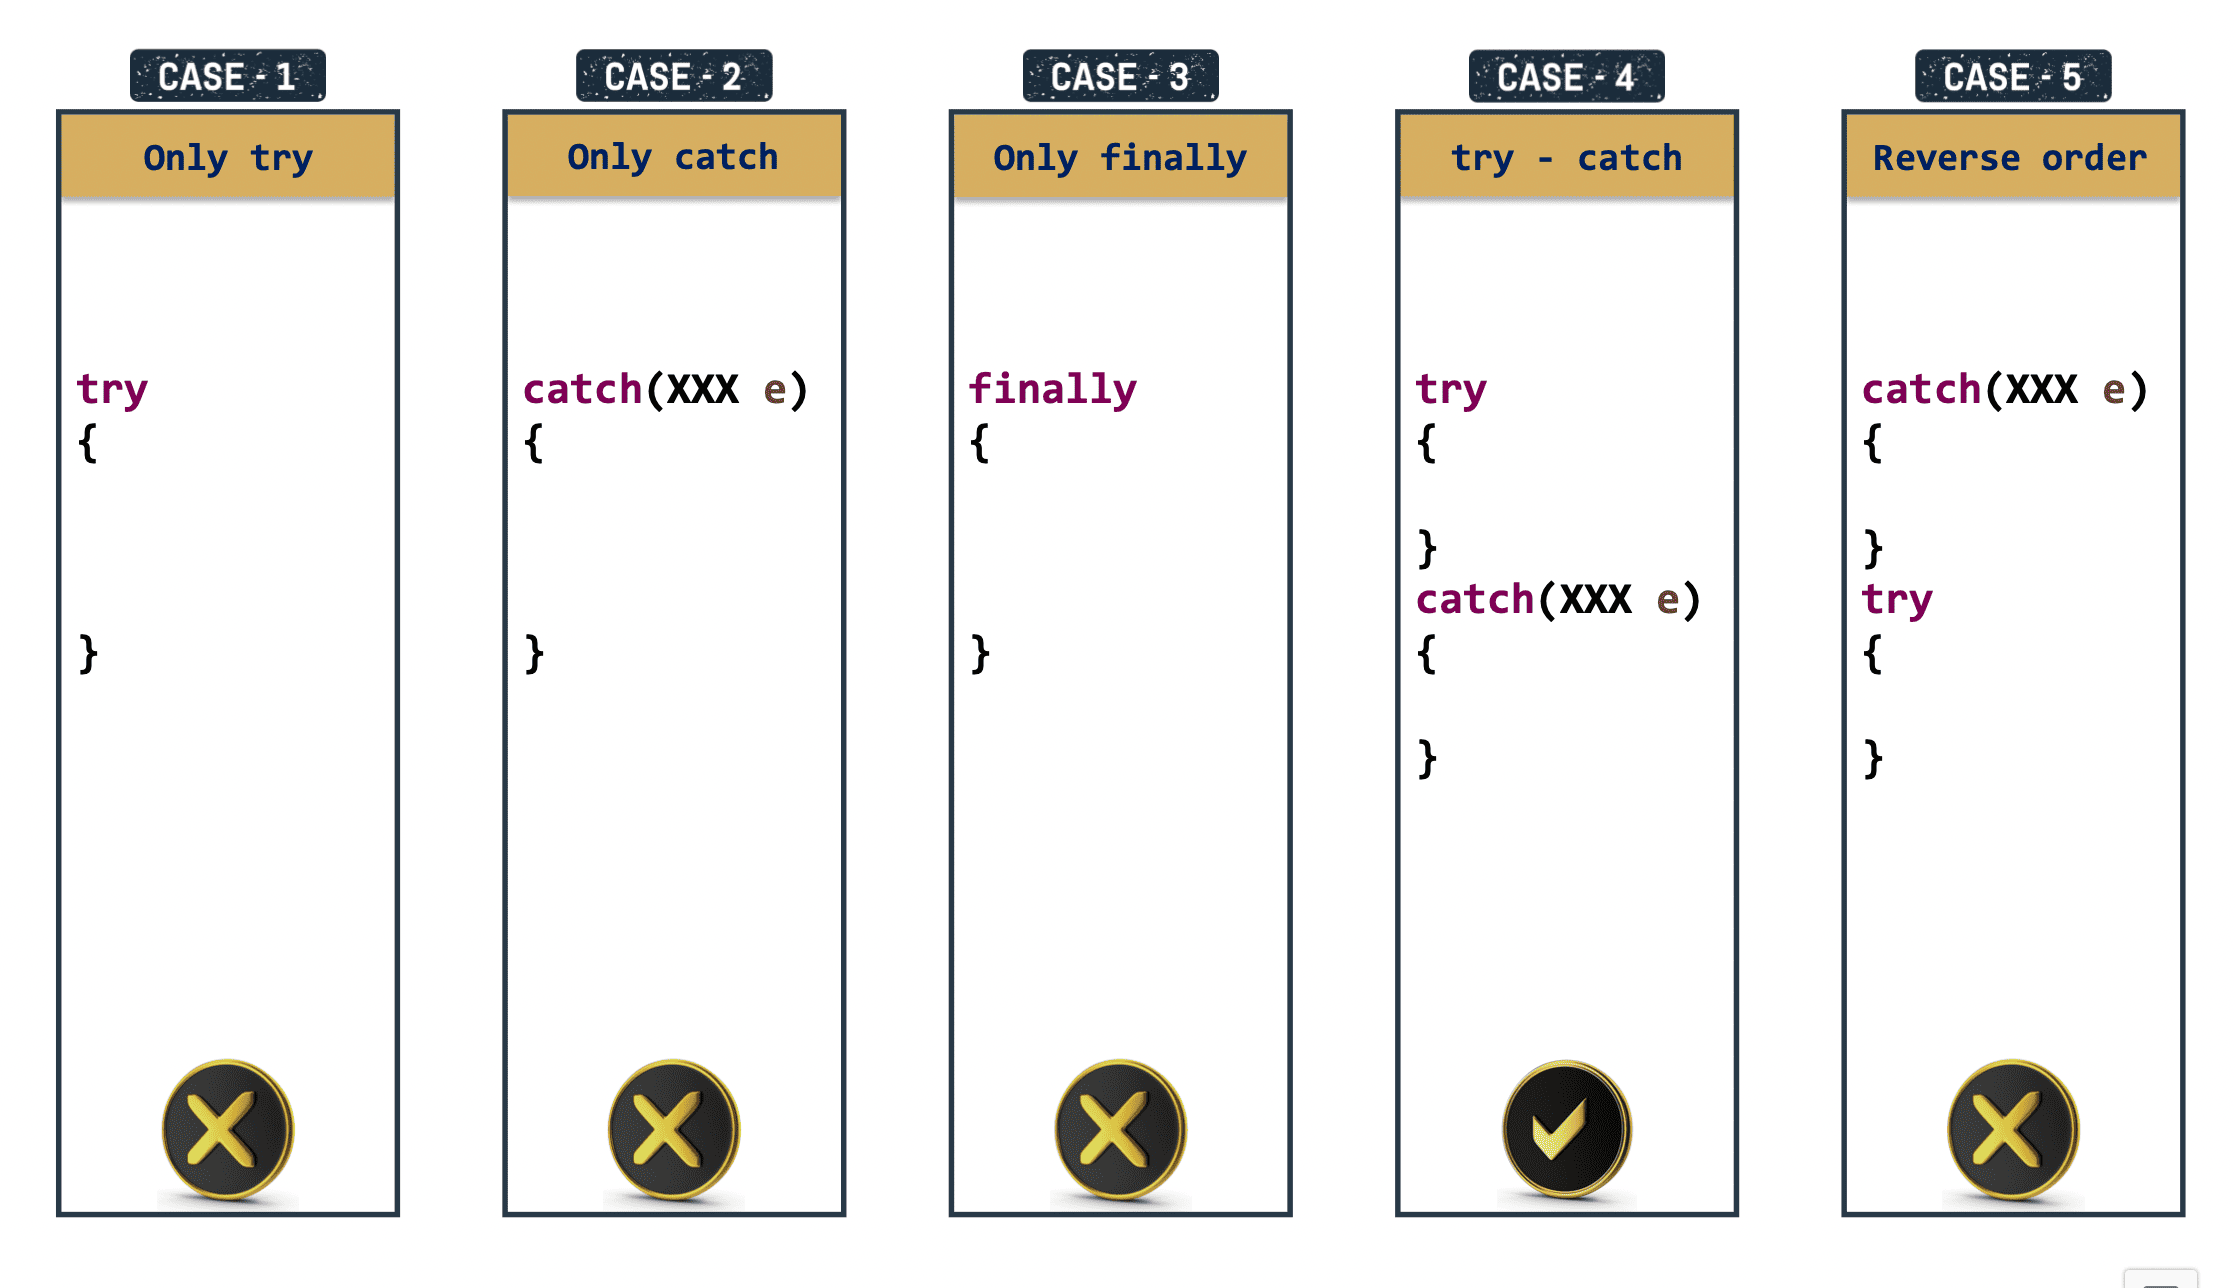 CASE - 1
Only try
try
{
}
CASE - 2
Only catch
catch(XXX e)
{
}
CASE - 3
Only finally
finally
{
}
CASE - 4
try - catch
try
{
}
catch(XXX e)
{
}
CASE - 5
Reverse order
catch(XXX e)
{
}
try
{
}